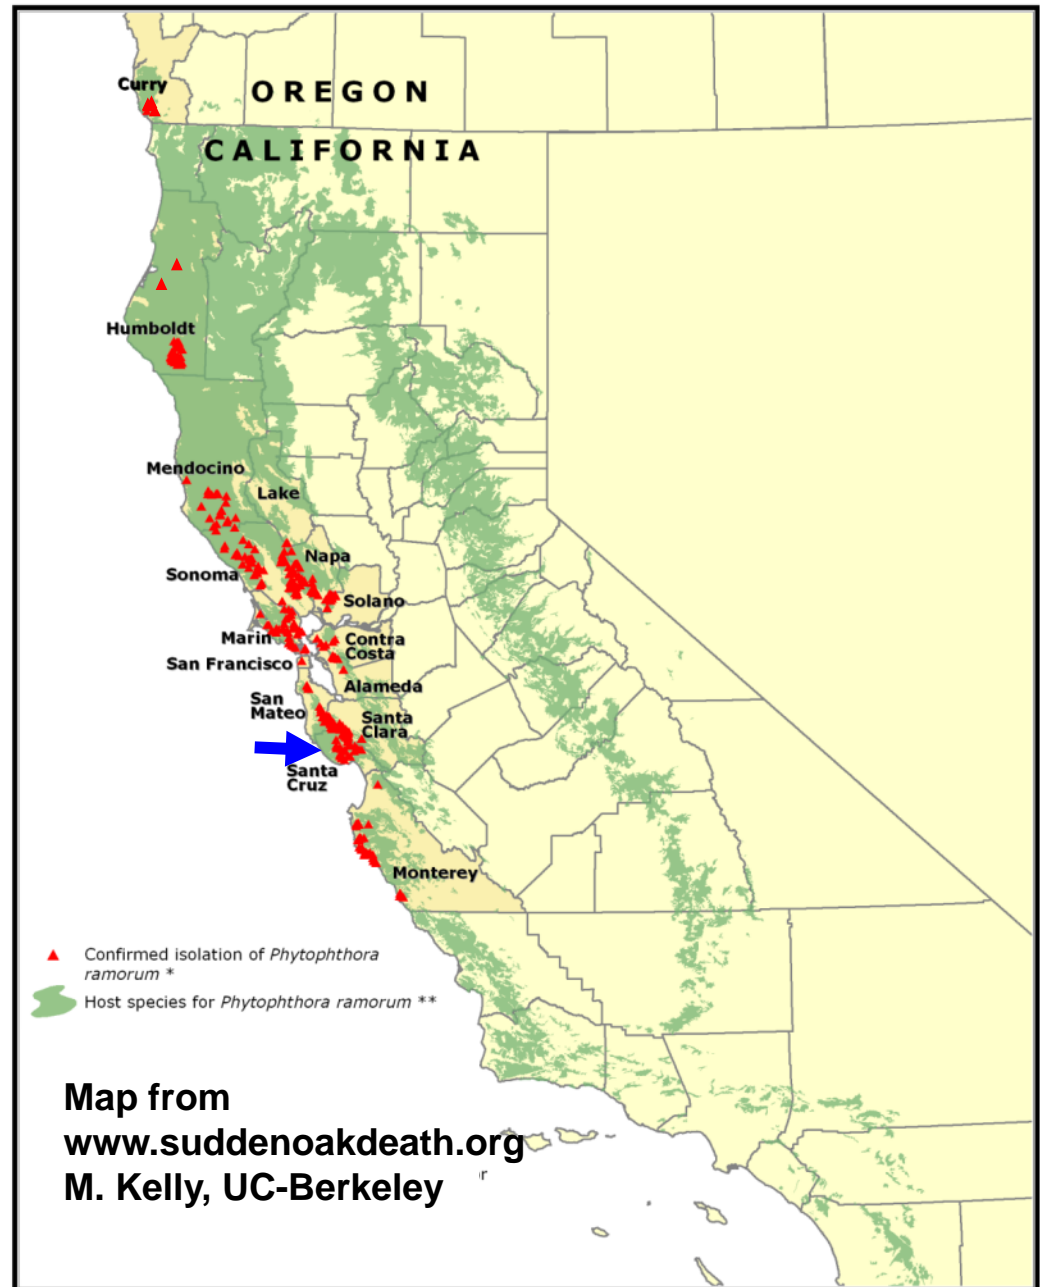 Curry
OREGON
CALIFORNIA
Humboldt
Mendocino
Lake
Napa
Sonoma
Solano
Marin
Contra
Costa
San Francisco
Alameda
San
Mateo
Santa
Clara
Santa
Cruz
Monterey
Confirmed isolation of Phytophthora
ramorum *
Host species for Phytophthora ramorum **
Map from
www.suddenoakdeath.org
M. Kelly, UC-Berkeley